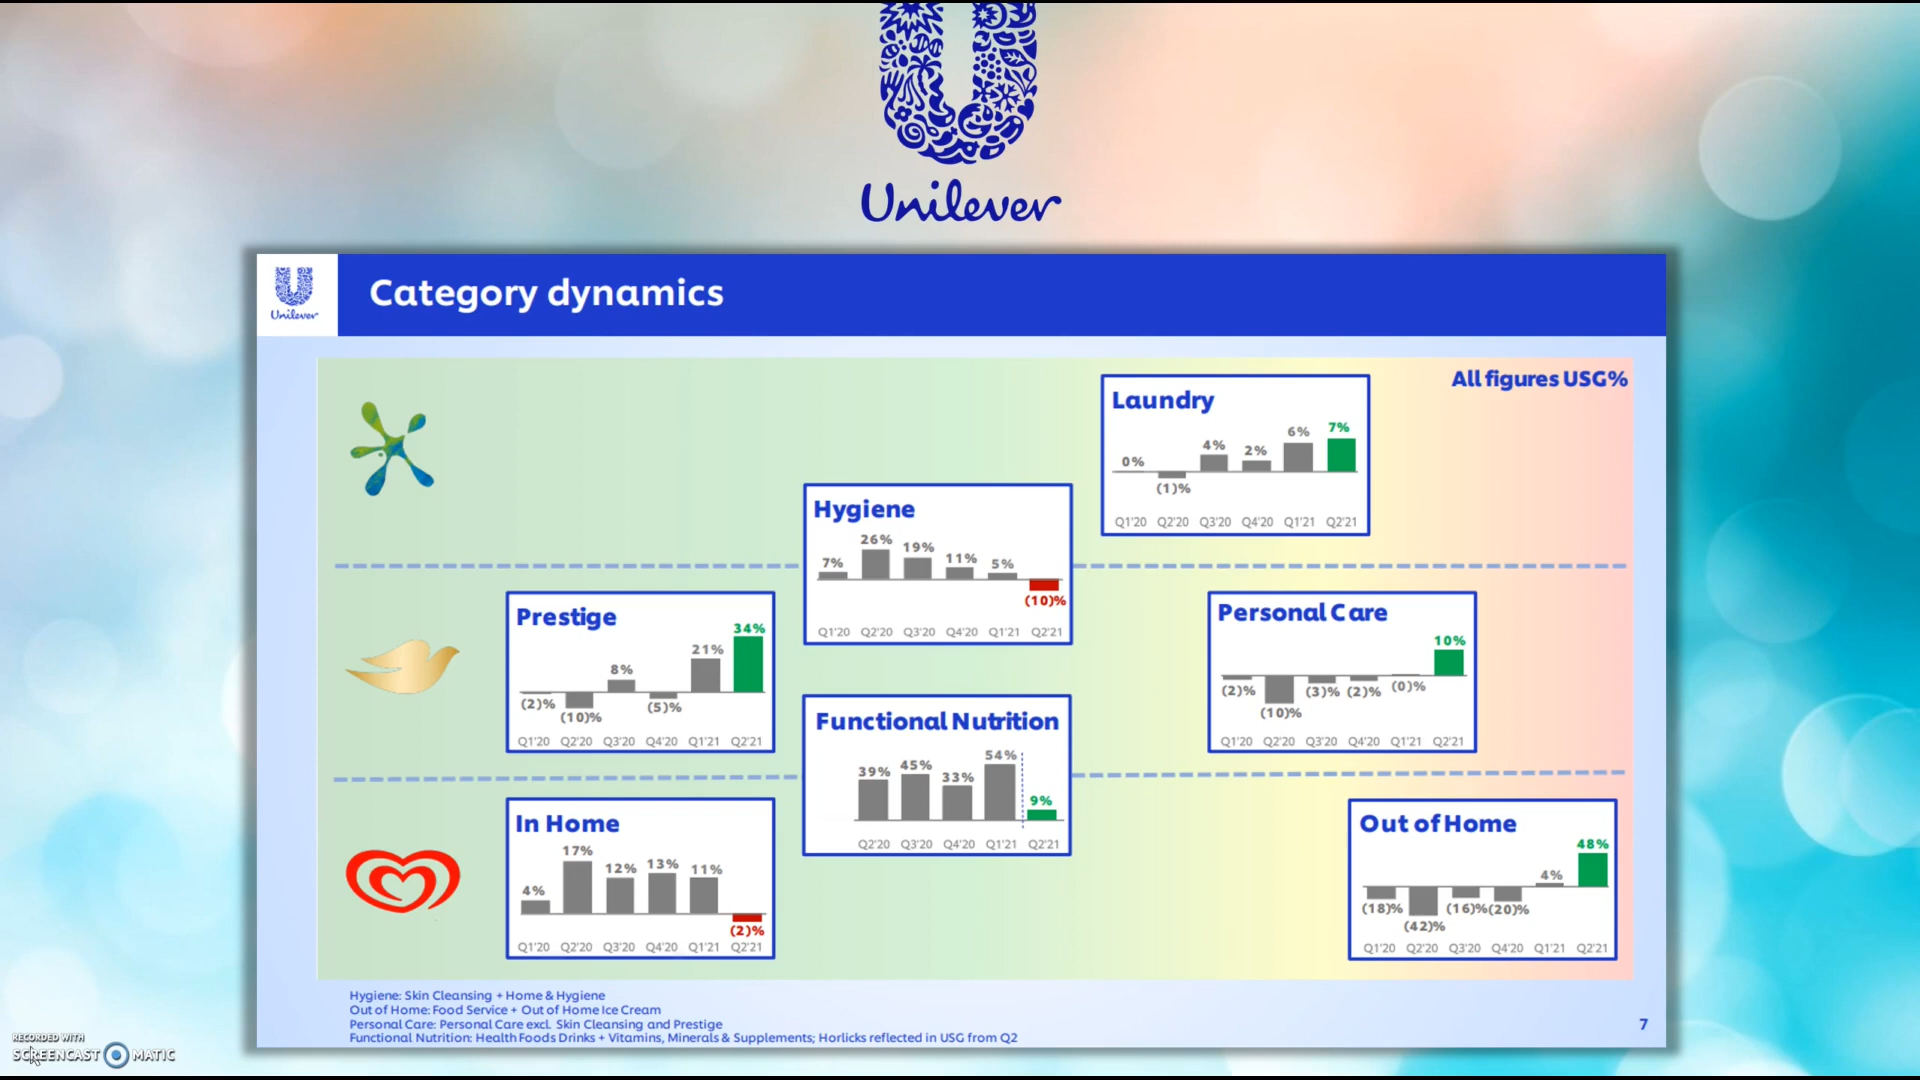 Unilever
Unilever
Category dynamics
All figures USG%
Laundry
0% (1)% 4% 2% 6% 7%
Q1'20 Q2'20 Q3'20 Q4'20 Q1'21 Q2'21
Hygiene
7% 26% 19% 11% 5% (10)%
Q1'20 Q2'20 Q3'20 Q4'20 Q1'21 Q2'21
Prestige
(2)% (10)% 8% (5)% 21% 34%
Q1'20 Q2'20 Q3'20 Q4'20 Q1'21 Q2'21
Personal Care
(2)% (10)% (3)% (2)% (0)% 10%
Q1'20 Q2'20 Q3'20 Q4'20 Q1'21 Q2'21
Functional Nutrition
39% 45% 33% 54% 9%
Q2'20 Q3'20 Q4'20 Q1'21 Q2'21
In Home
4% 17% 12% 13% 11% (2)%
Q1'20 Q2'20 Q3'20 Q4'20 Q1'21 Q2'21
Out of Home
(18)% (42)% (16)% (20)% 4% 48%
Q1'20 Q2'20 Q3'20 Q4'20 Q1'21 Q2'21
Hygiene: Skin Cleansing + Home & Hygiene
Out of Home: Food Service + Out of Home Ice Cream
Personal Care: Personal Care excl. Skin Cleansing and Prestige
Functional Nutrition: Health Foods Drinks + Vitamins, Minerals & Supplements; Horlicks reflected in USG from Q2
7
RECORDED WITH
SCREENCAST MATIC